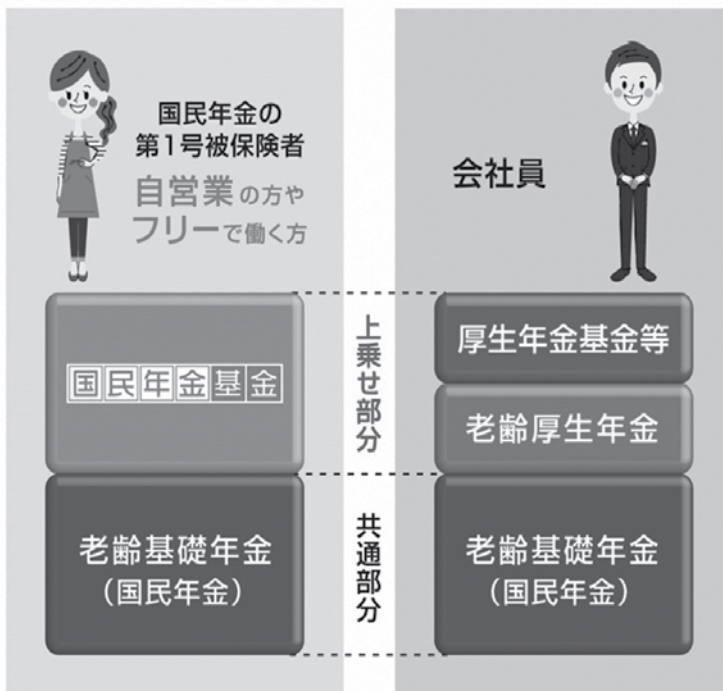 国民年金の
第1号被保険者
自営業の方や
フリーで働く方
国民年金基金
老齢基礎年金
（国民年金）
上乗せ部分
共通部分
会社員
厚生年金基金等
老齢厚生年金
老齢基礎年金
（国民年金）